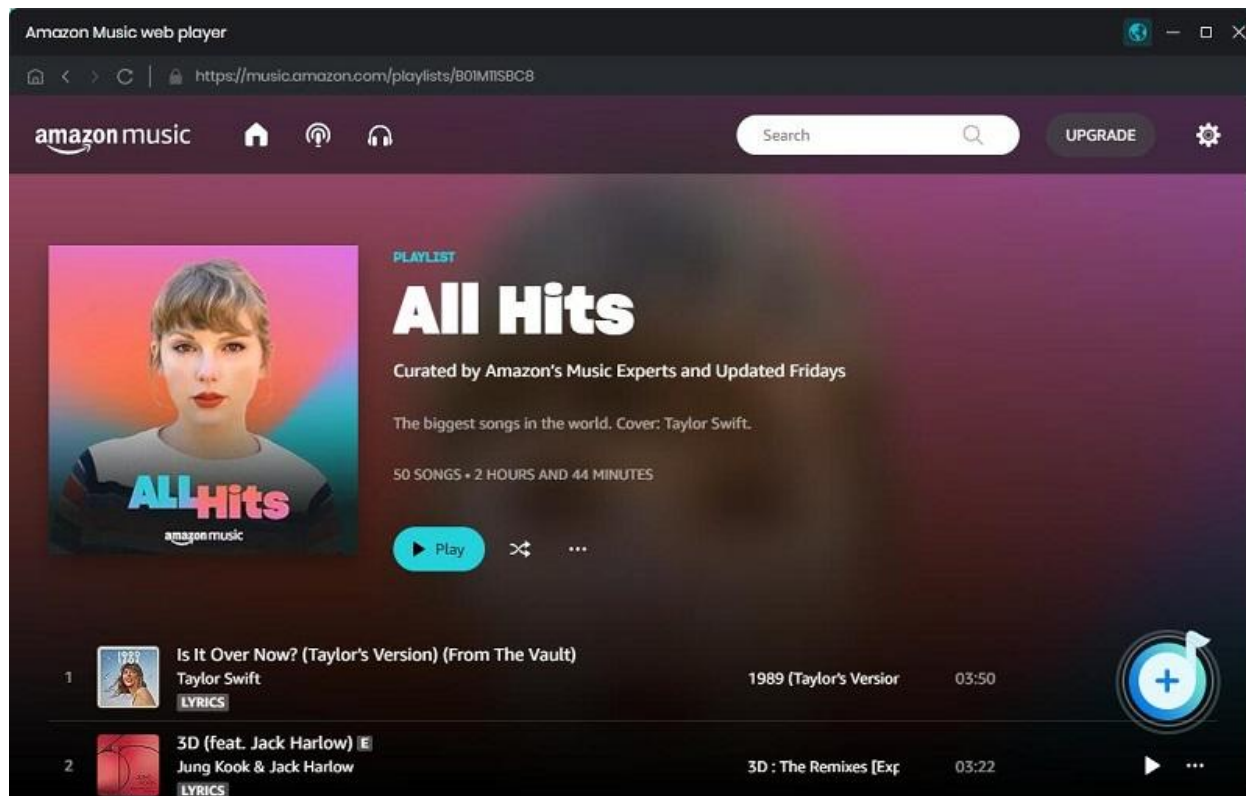 Amazon Music web player
https://music.amazon.com/playlists/B01M11SBC8
amazon music
Search
UPGRADE
PLAYLIST
All Hits
Curated by Amazon's Music Experts and Updated Fridays
The biggest songs in the world. Cover: Taylor Swift.
50 SONGS • 2 HOURS AND 44 MINUTES
ALL Hits
amazon music
Play
1989
1
Is It Over Now? (Taylor's Version) (From The Vault)
Taylor Swift
LYRICS
1989 (Taylor's Version
03:50
2
3D (feat. Jack Harlow) E
Jung Kook & Jack Harlow
LYRICS
3D : The Remixes [Exp
03:22